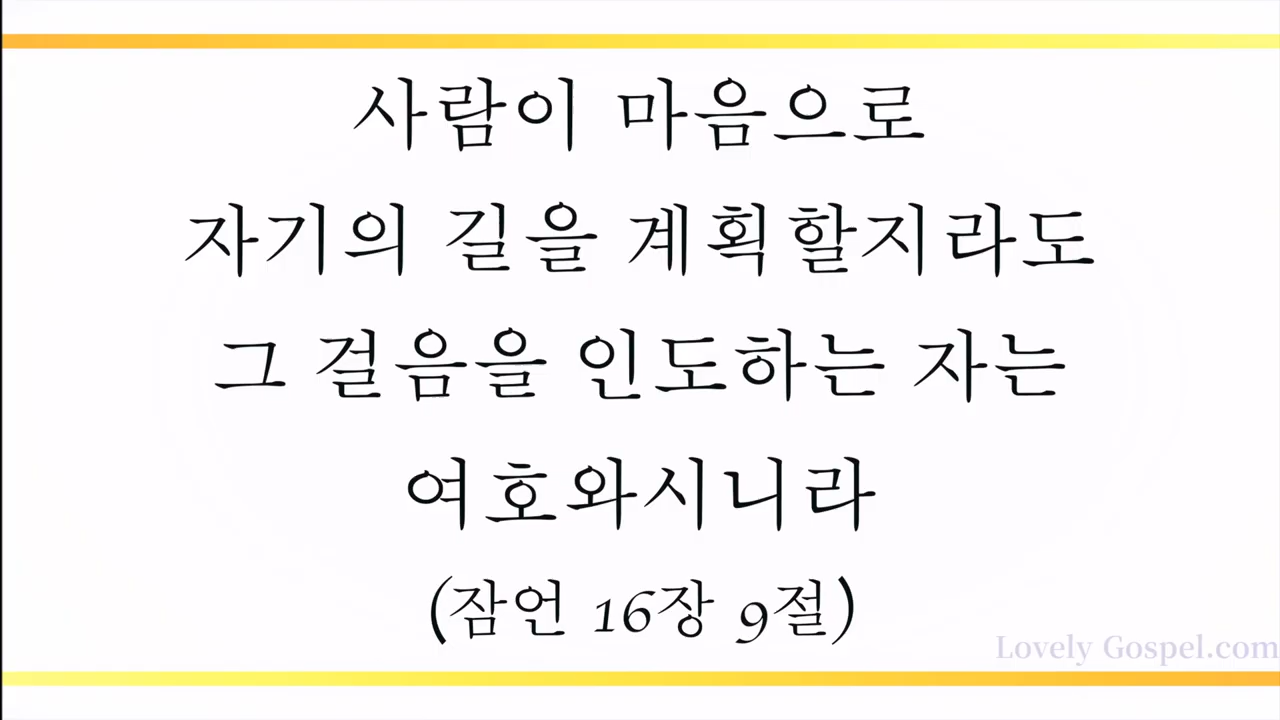 사람이 마음으로
자기의 길을 계획할지라도
그 걸음을 인도하는 자는
여호와시니라
(잠언 16장 9절)
Lovely Gospel.com